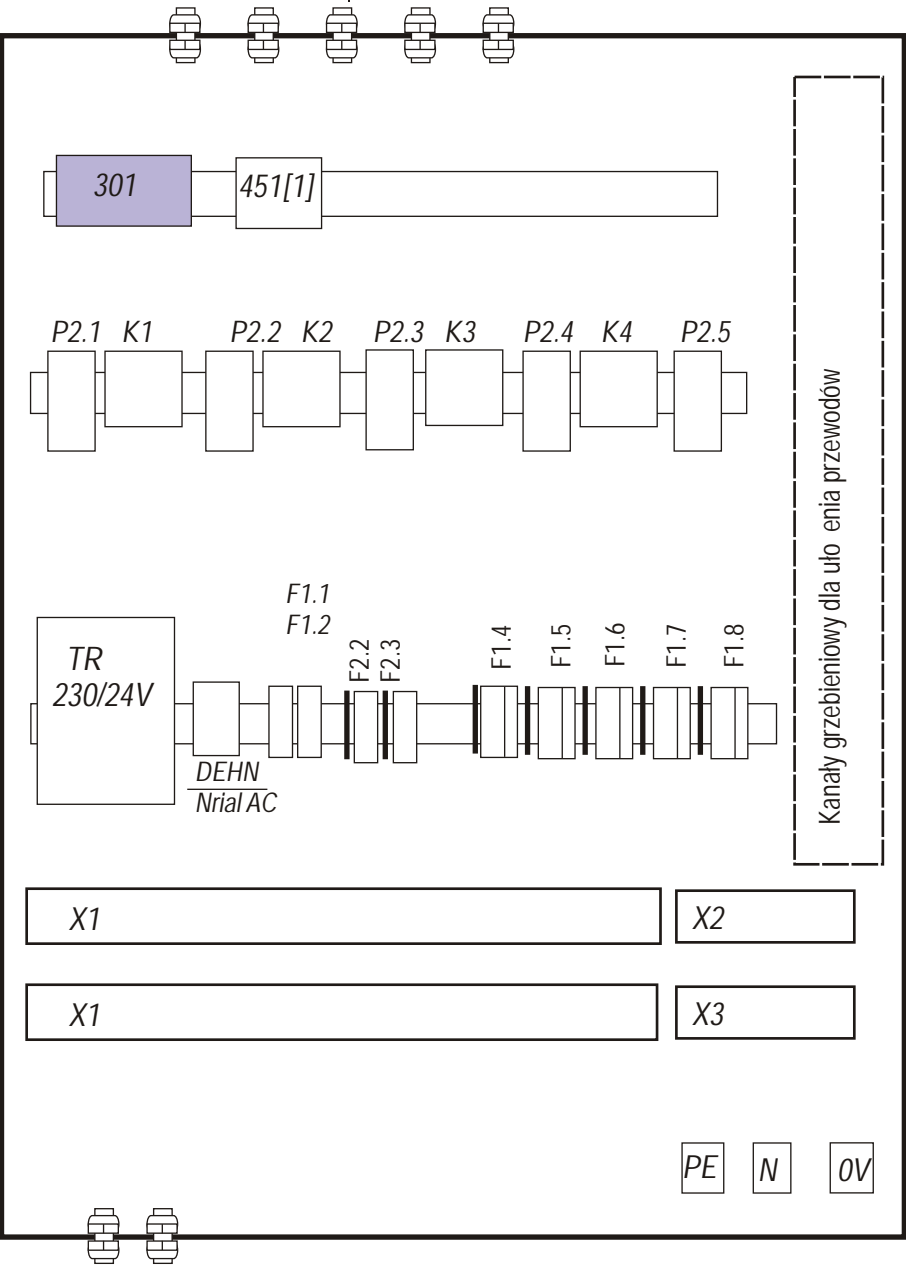 301
451[1]
P2.1 K1 P2.2 K2 P2.3 K3 P2.4 K4 P2.5
Kanały grzebieniowy dla uło enia przewodów
F1.1
F1.2
F2.2
F2.3
F1.4
F1.5
F1.6
F1.7
F1.8
TR
230/24V
DEHN
Nrial AC
X1
X2
X1
X3
PE
N
0V